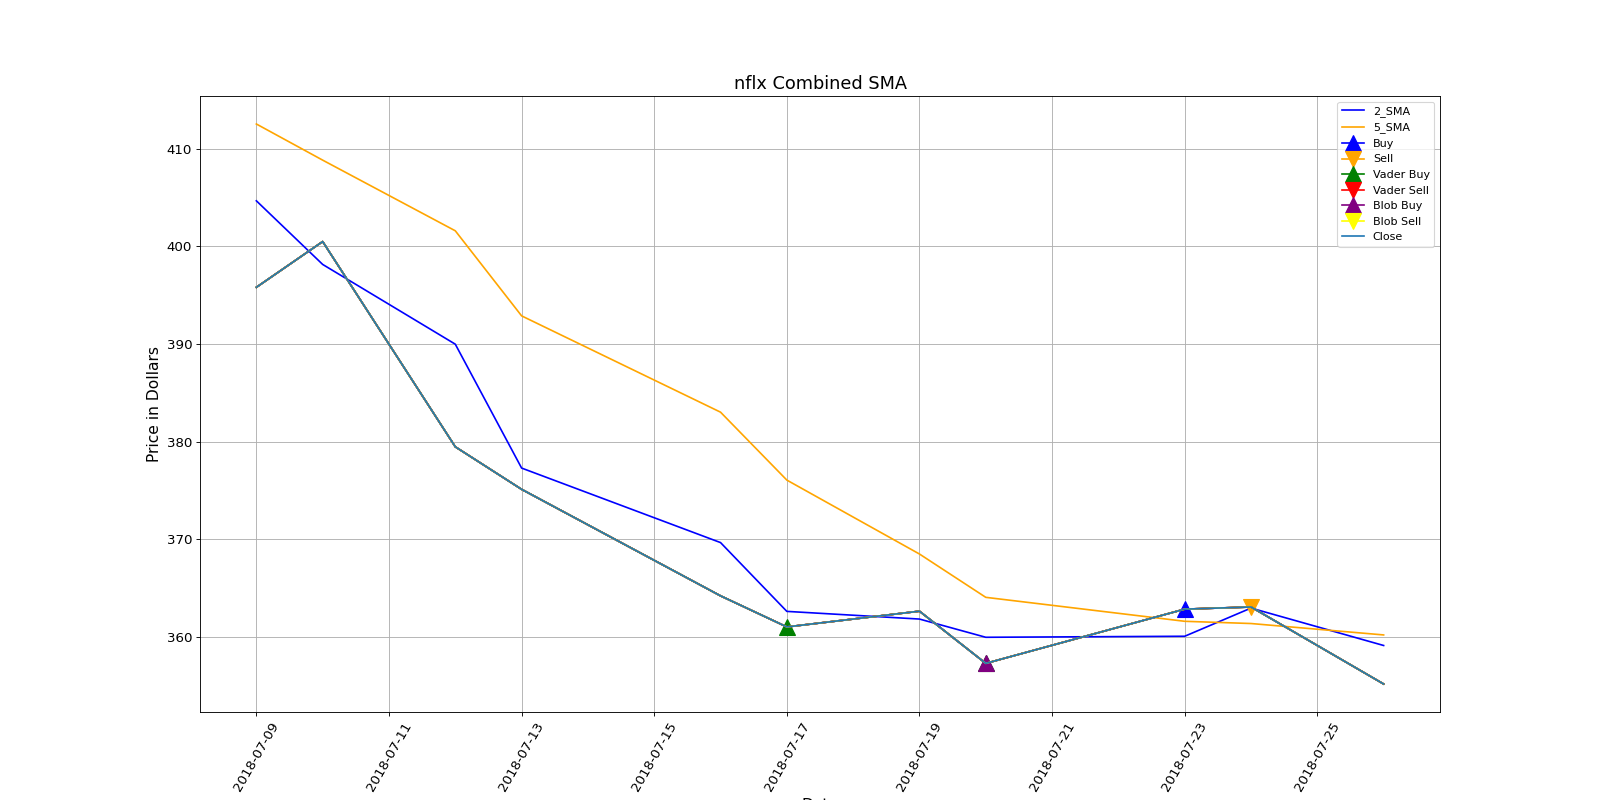 nflx Combined SMA
2_SMA
5_SMA
Buy
Sell
Vader Buy
Vader Sell
Blob Buy
Blob Sell
Close
Price in Dollars
410
400
390
380
370
360
2018-07-09
2018-07-11
2018-07-13
2018-07-15
2018-07-17
2018-07-19
2018-07-21
2018-07-23
2018-07-25